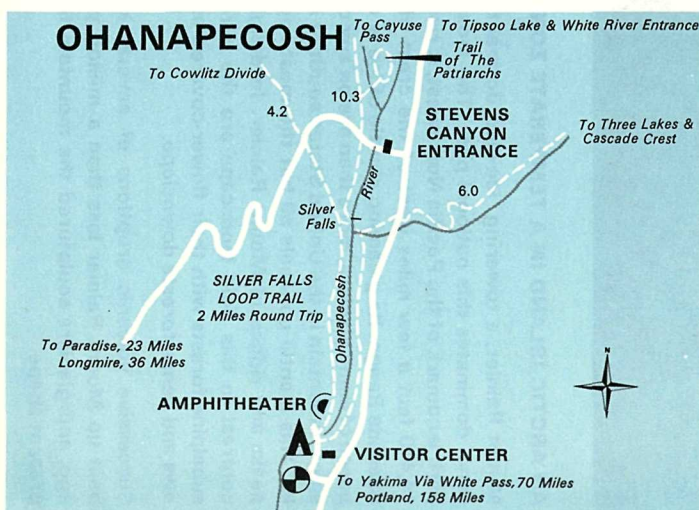 OHANAPECOSH
To Cayuse
Pass
To Tipsoo Lake & White River Entrance
Trail
of The
Patriarchs
To Cowlitz Divide
10.3
4.2
STEVENS
CANYON
ENTRANCE
To Three Lakes &
Cascade Crest
River
6.0
Silver
Falls
SILVER FALLS
LOOP TRAIL
2 Miles Round Trip
Ohanapecosh
To Paradise, 23 Miles
Longmire, 36 Miles
N
AMPHITHEATER
VISITOR CENTER
To Yakima Via White Pass, 70 Miles
Portland, 158 Miles